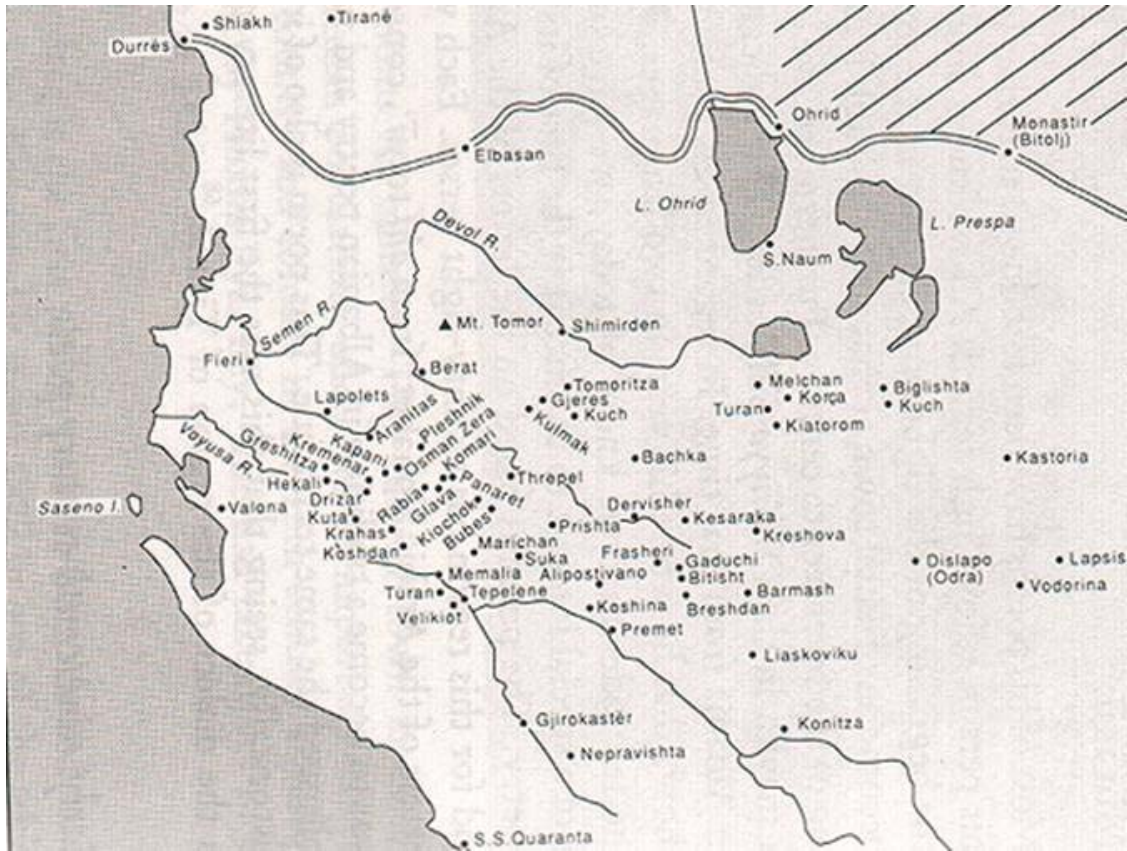 Shiakh
Tiranë
Durrës
Ohrid
Monastir
(Bitolj)
Elbasan
L. Ohrid
L. Prespa
Devol R.
S.Naum
Semen R.
Mt. Tomor
Shimirden
Fieri
Berat
Lapolets
Aranitas
Pleshnik
Tomoritza
Gjeres
Kuch
Kulmak
Melchan
Korça
Turan
Kiatorom
Biglishta
Kuch
Voyusa R.
Greshitza
Kremenar
Kapani
Osman Zera
Komari
Hekali
Drizar
Rabia
Glava
Panaret
Threpel
Bachka
Kastoria
Saseno I.
Valona
Kuta
Krahas
Koshdan
Klochok
Bubes
Prishta
Dervisher
Kesaraka
Kreshova
Marichan
Suka
Frasheri
Gaduchi
Dislapo
(Odra)
Lapsis
Memalia
Alipostivano
Bitisht
Vodorina
Turan
Tepelene
Breshdan
Barmash
Velikiot
Koshina
Premet
Liaskoviku
Gjirokastër
Konitza
Nepravishta
S.S.Quaranta